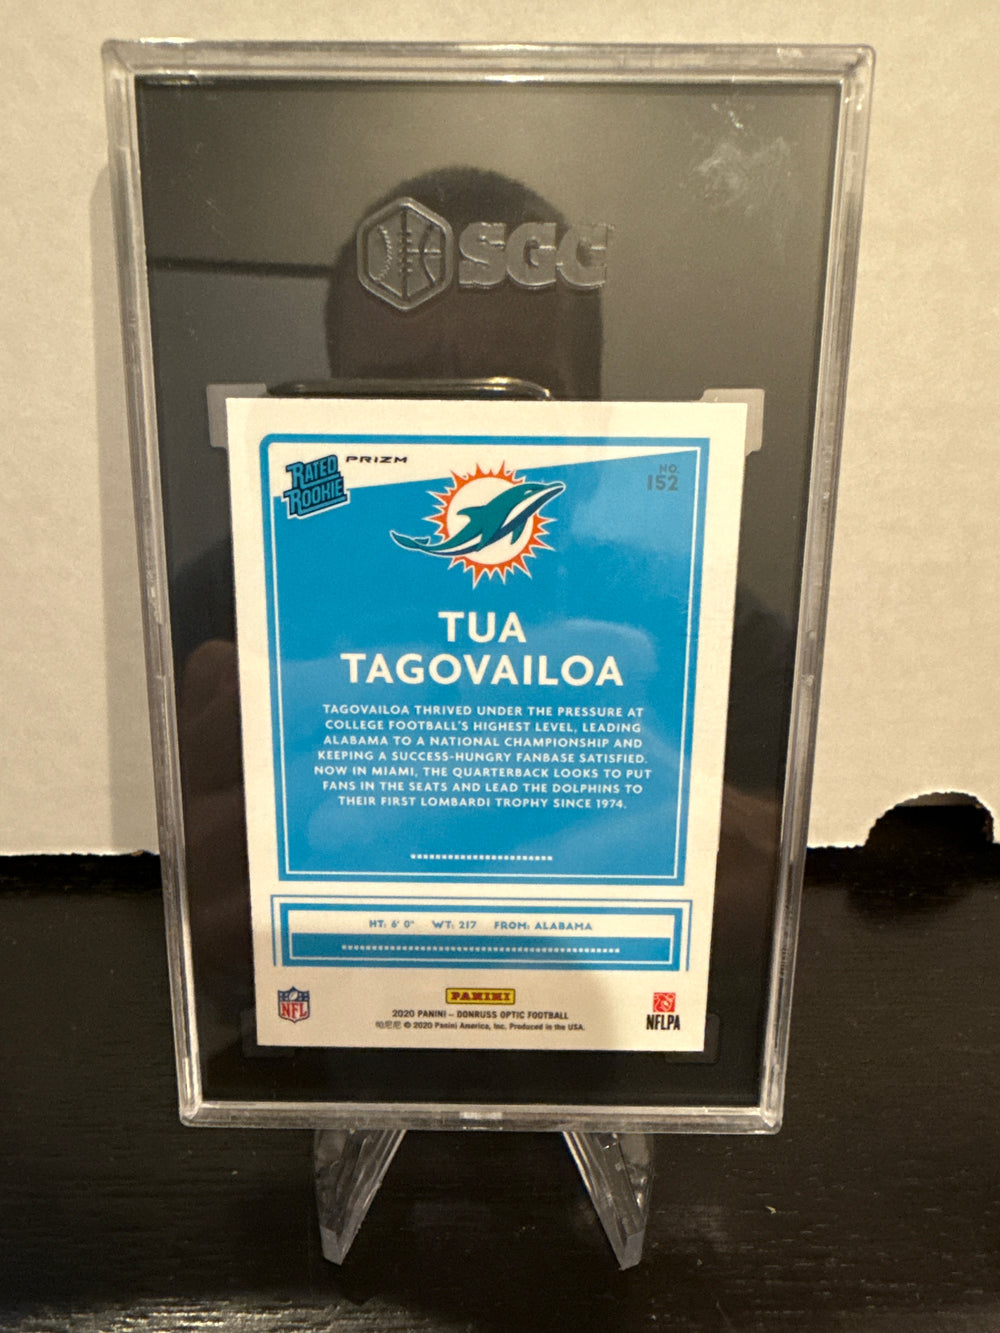 SGC
RATED
ROOKIE
PRIZM
NO.
152
TUA
TAGOVAILOA
TAGOVAILOA THRIVED UNDER THE PRESSURE AT
COLLEGE FOOTBALL'S HIGHEST LEVEL, LEADING
ALABAMA TO A NATIONAL CHAMPIONSHIP AND
KEEPING A SUCCESS-HUNGRY FANBASE SATISFIED.
NOW IN MIAMI, THE QUARTERBACK LOOKS TO PUT
FANS IN THE SEATS AND LEAD THE DOLPHINS TO
THEIR FIRST LOMBARDI TROPHY SINCE 1974.
HT: 6' 0" WT: 217 FROM: ALABAMA
NFL
PANINI
NFLPA
2020 PANINI – DONRUSS OPTIC FOOTBALL
帕尼尼 © 2020 Panini America, Inc. Produced in the USA.